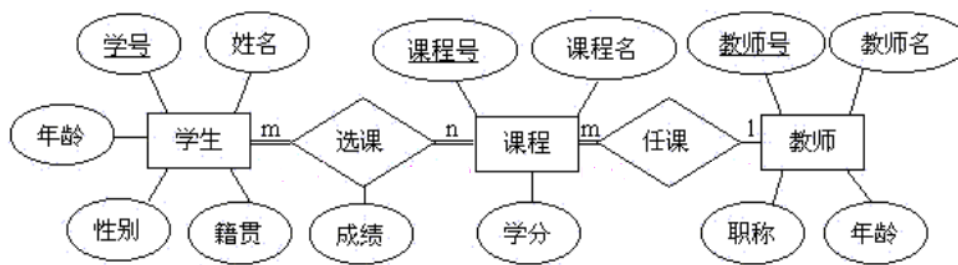 学号 姓名 课程号 课程名 教师号 教师名
年龄 学生 m 选课 n 课程 m 任课 1 教师
性别 籍贯 成绩 学分 职称 年龄